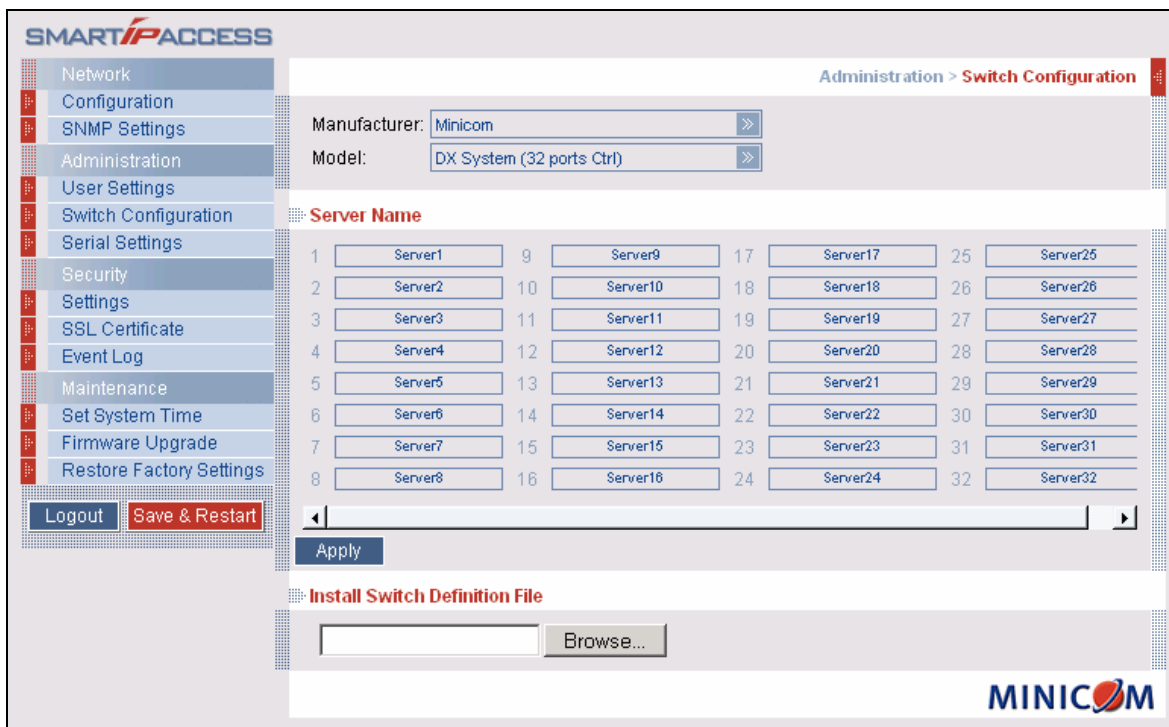 SMART IP ACCESS
Network
Configuration
SNMP Settings
Administration
User Settings
Switch Configuration
Serial Settings
Security
Settings
SSL Certificate
Event Log
Maintenance
Set System Time
Firmware Upgrade
Restore Factory Settings
Logout Save & Restart
Administration > Switch Configuration
Manufacturer: Minicom
Model: DX System (32 ports Ctrl)
Server Name
1 Server1 9 Server9 17 Server17 25 Server25
2 Server2 10 Server10 18 Server18 26 Server26
3 Server3 11 Server11 19 Server19 27 Server27
4 Server4 12 Server12 20 Server20 28 Server28
5 Server5 13 Server13 21 Server21 29 Server29
6 Server6 14 Server14 22 Server22 30 Server30
7 Server7 15 Server15 23 Server23 31 Server31
8 Server8 16 Server16 24 Server24 32 Server32
Apply
Install Switch Definition File
Browse...
MINICOM